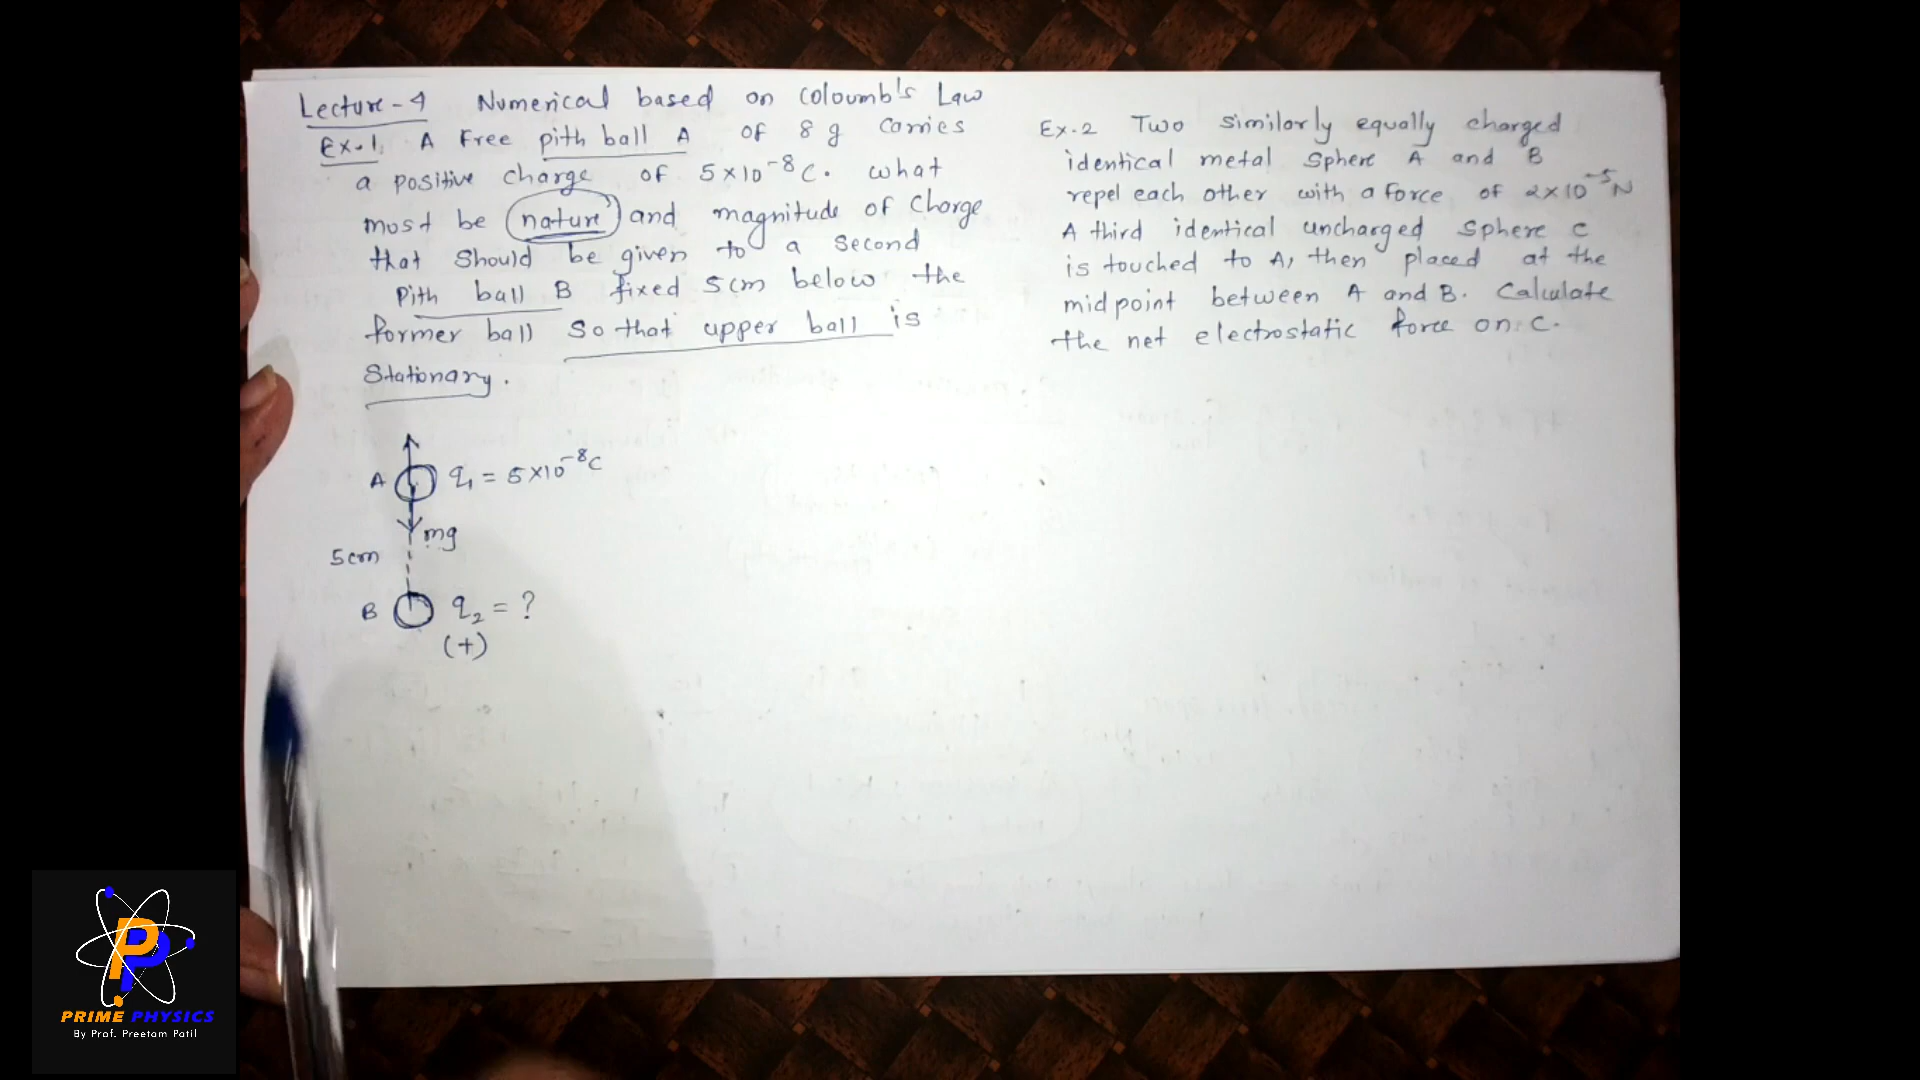 Lecture-4 Numerical based on Coloumb's Law
Ex.1. A Free pith ball A of 8 g carries
a positive charge of 5×10⁻⁸C. what
must be nature and magnitude of charge
that should be given to a second
Pith ball B fixed 5cm below the
former ball so that upper ball is
Stationary.
A q₁ = 5×10⁻⁸C
mg
5cm
B q₂ = ?
(+)
Ex.2 Two similarly equally charged
identical metal sphere A and B
repel each other with a force of 2×10⁻⁵N
A third identical uncharged sphere C
is touched to A, then placed at the
midpoint between A and B. Calculate
the net electrostatic force on C.
PRIME PHYSICS
By Prof. Preetam Patil